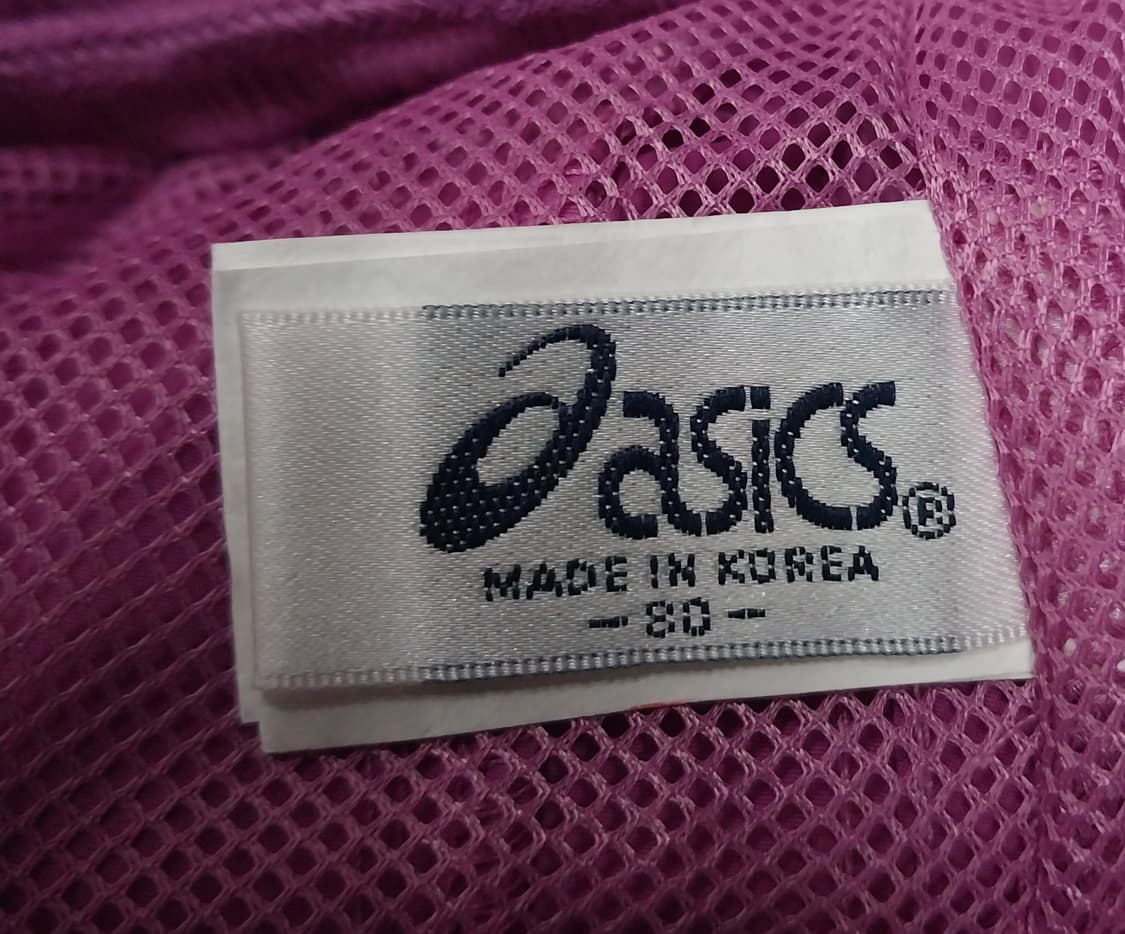 asics®
MADE IN KOREA
- 80 -